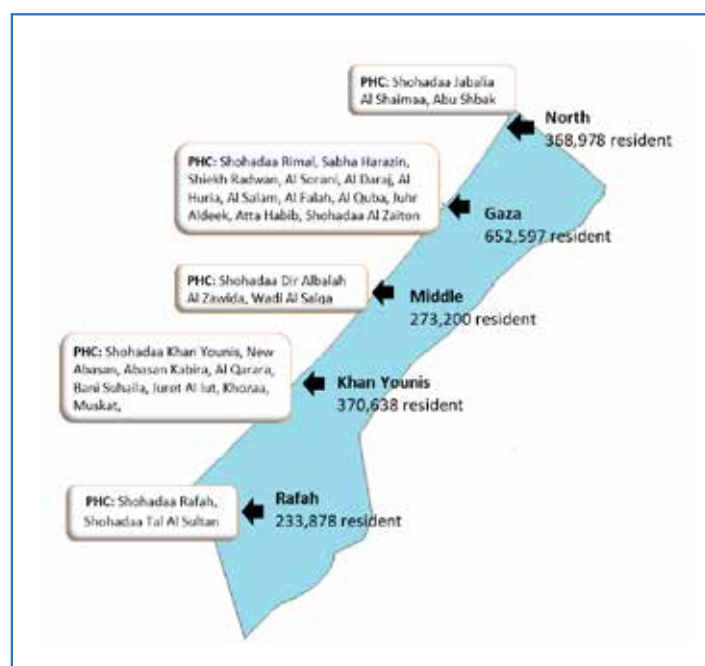 PHC: Shohadaa Jabalia
Al Shaimaa, Abu Shbak
North
368,978 resident
PHC: Shohadaa Rimal, Sabha Harazin,
Shiekh Radwan, Al Sorani, Al Daraj, Al
Huria, Al Salam, Al Falah, Al Quba, Juhr
Aldeek, Atta Habib, Shohadaa Al Zaiton
Gaza
652,597 resident
PHC: Shohadaa Dir Albalah
Al Zawida, Wadi Al Salqa
Middle
273,200 resident
PHC: Shohadaa Khan Younis, New
Abasan, Abasan Kabira, Al Qarara,
Bani Suhaila, Juret Al lut, Khozaa,
Muskat,
Khan Younis
370,638 resident
PHC: Shohadaa Rafah,
Shohadaa Tal Al Sultan
Rafah
233,878 resident